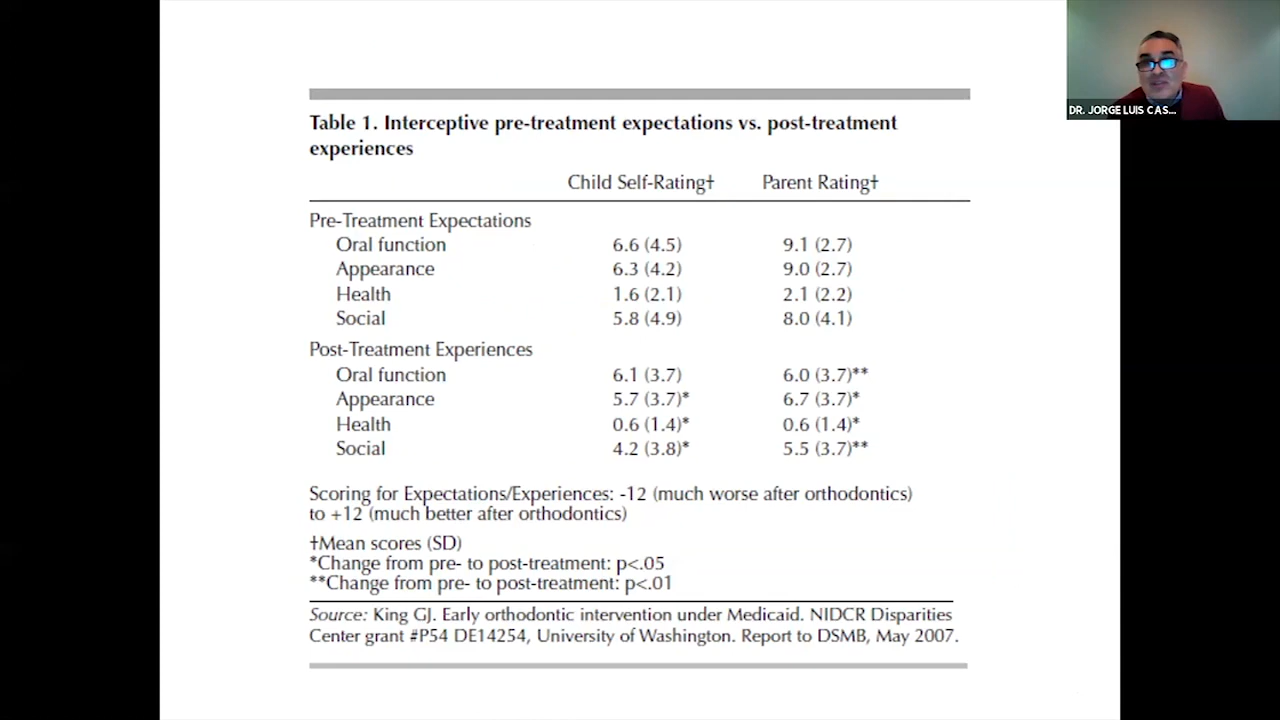 DR. JORGE LUIS CAS...
Table 1. Interceptive pre-treatment expectations vs. post-treatment
experiences
Child Self-Rating† Parent Rating†
Pre-Treatment Expectations
Oral function 6.6 (4.5) 9.1 (2.7)
Appearance 6.3 (4.2) 9.0 (2.7)
Health 1.6 (2.1) 2.1 (2.2)
Social 5.8 (4.9) 8.0 (4.1)
Post-Treatment Experiences
Oral function 6.1 (3.7) 6.0 (3.7)**
Appearance 5.7 (3.7)* 6.7 (3.7)*
Health 0.6 (1.4)* 0.6 (1.4)*
Social 4.2 (3.8)* 5.5 (3.7)**
Scoring for Expectations/Experiences: -12 (much worse after orthodontics)
to +12 (much better after orthodontics)
†Mean scores (SD)
*Change from pre- to post-treatment: p<.05
**Change from pre- to post-treatment: p<.01
Source: King GJ. Early orthodontic intervention under Medicaid. NIDCR Disparities
Center grant #P54 DE14254, University of Washington. Report to DSMB, May 2007.